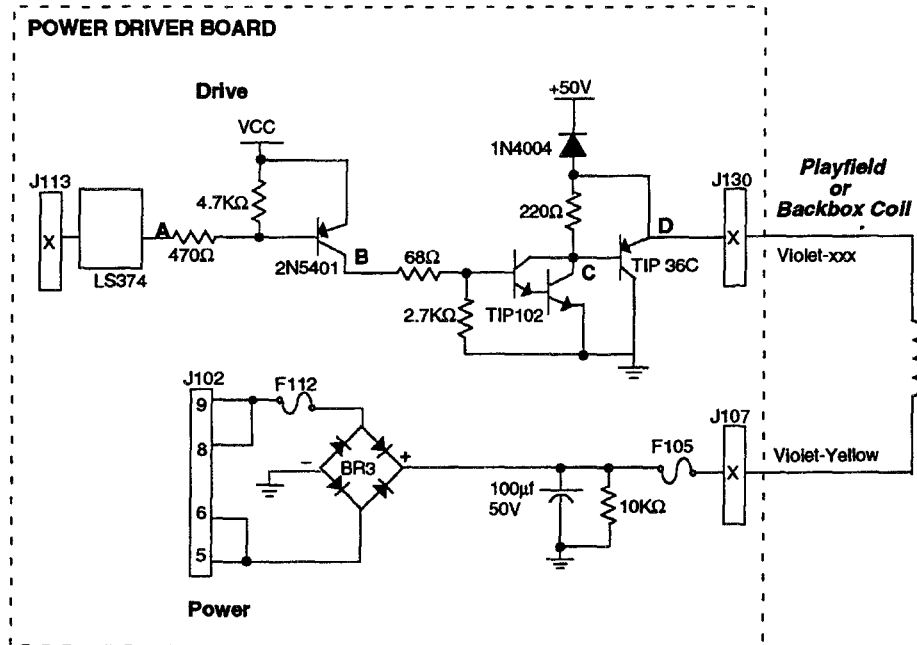 POWER DRIVER BOARD
Drive
+50V
VCC
1N4004
J113
J130
Playfield
or
Backbox Coil
4.7KΩ
220Ω
X
A
D
X
470Ω
B
68Ω
Violet-xxx
LS374
2N5401
C
TIP 36C
2.7KΩ
TIP102
J102
F112
9
J107
F105
8
BR3
–
+
X
Violet-Yellow
100µf
50V
10KΩ
6
5
Power